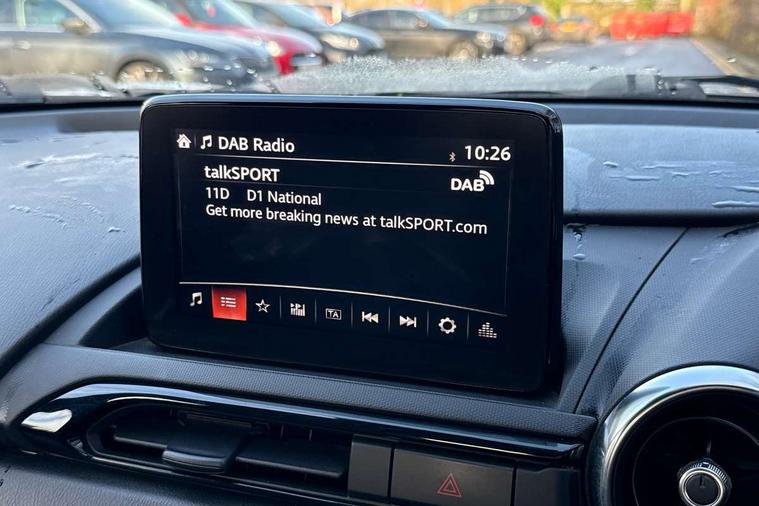 DAB Radio 10:26
talkSPORT DAB
11D D1 National
Get more breaking news at talkSPORT.com
TA